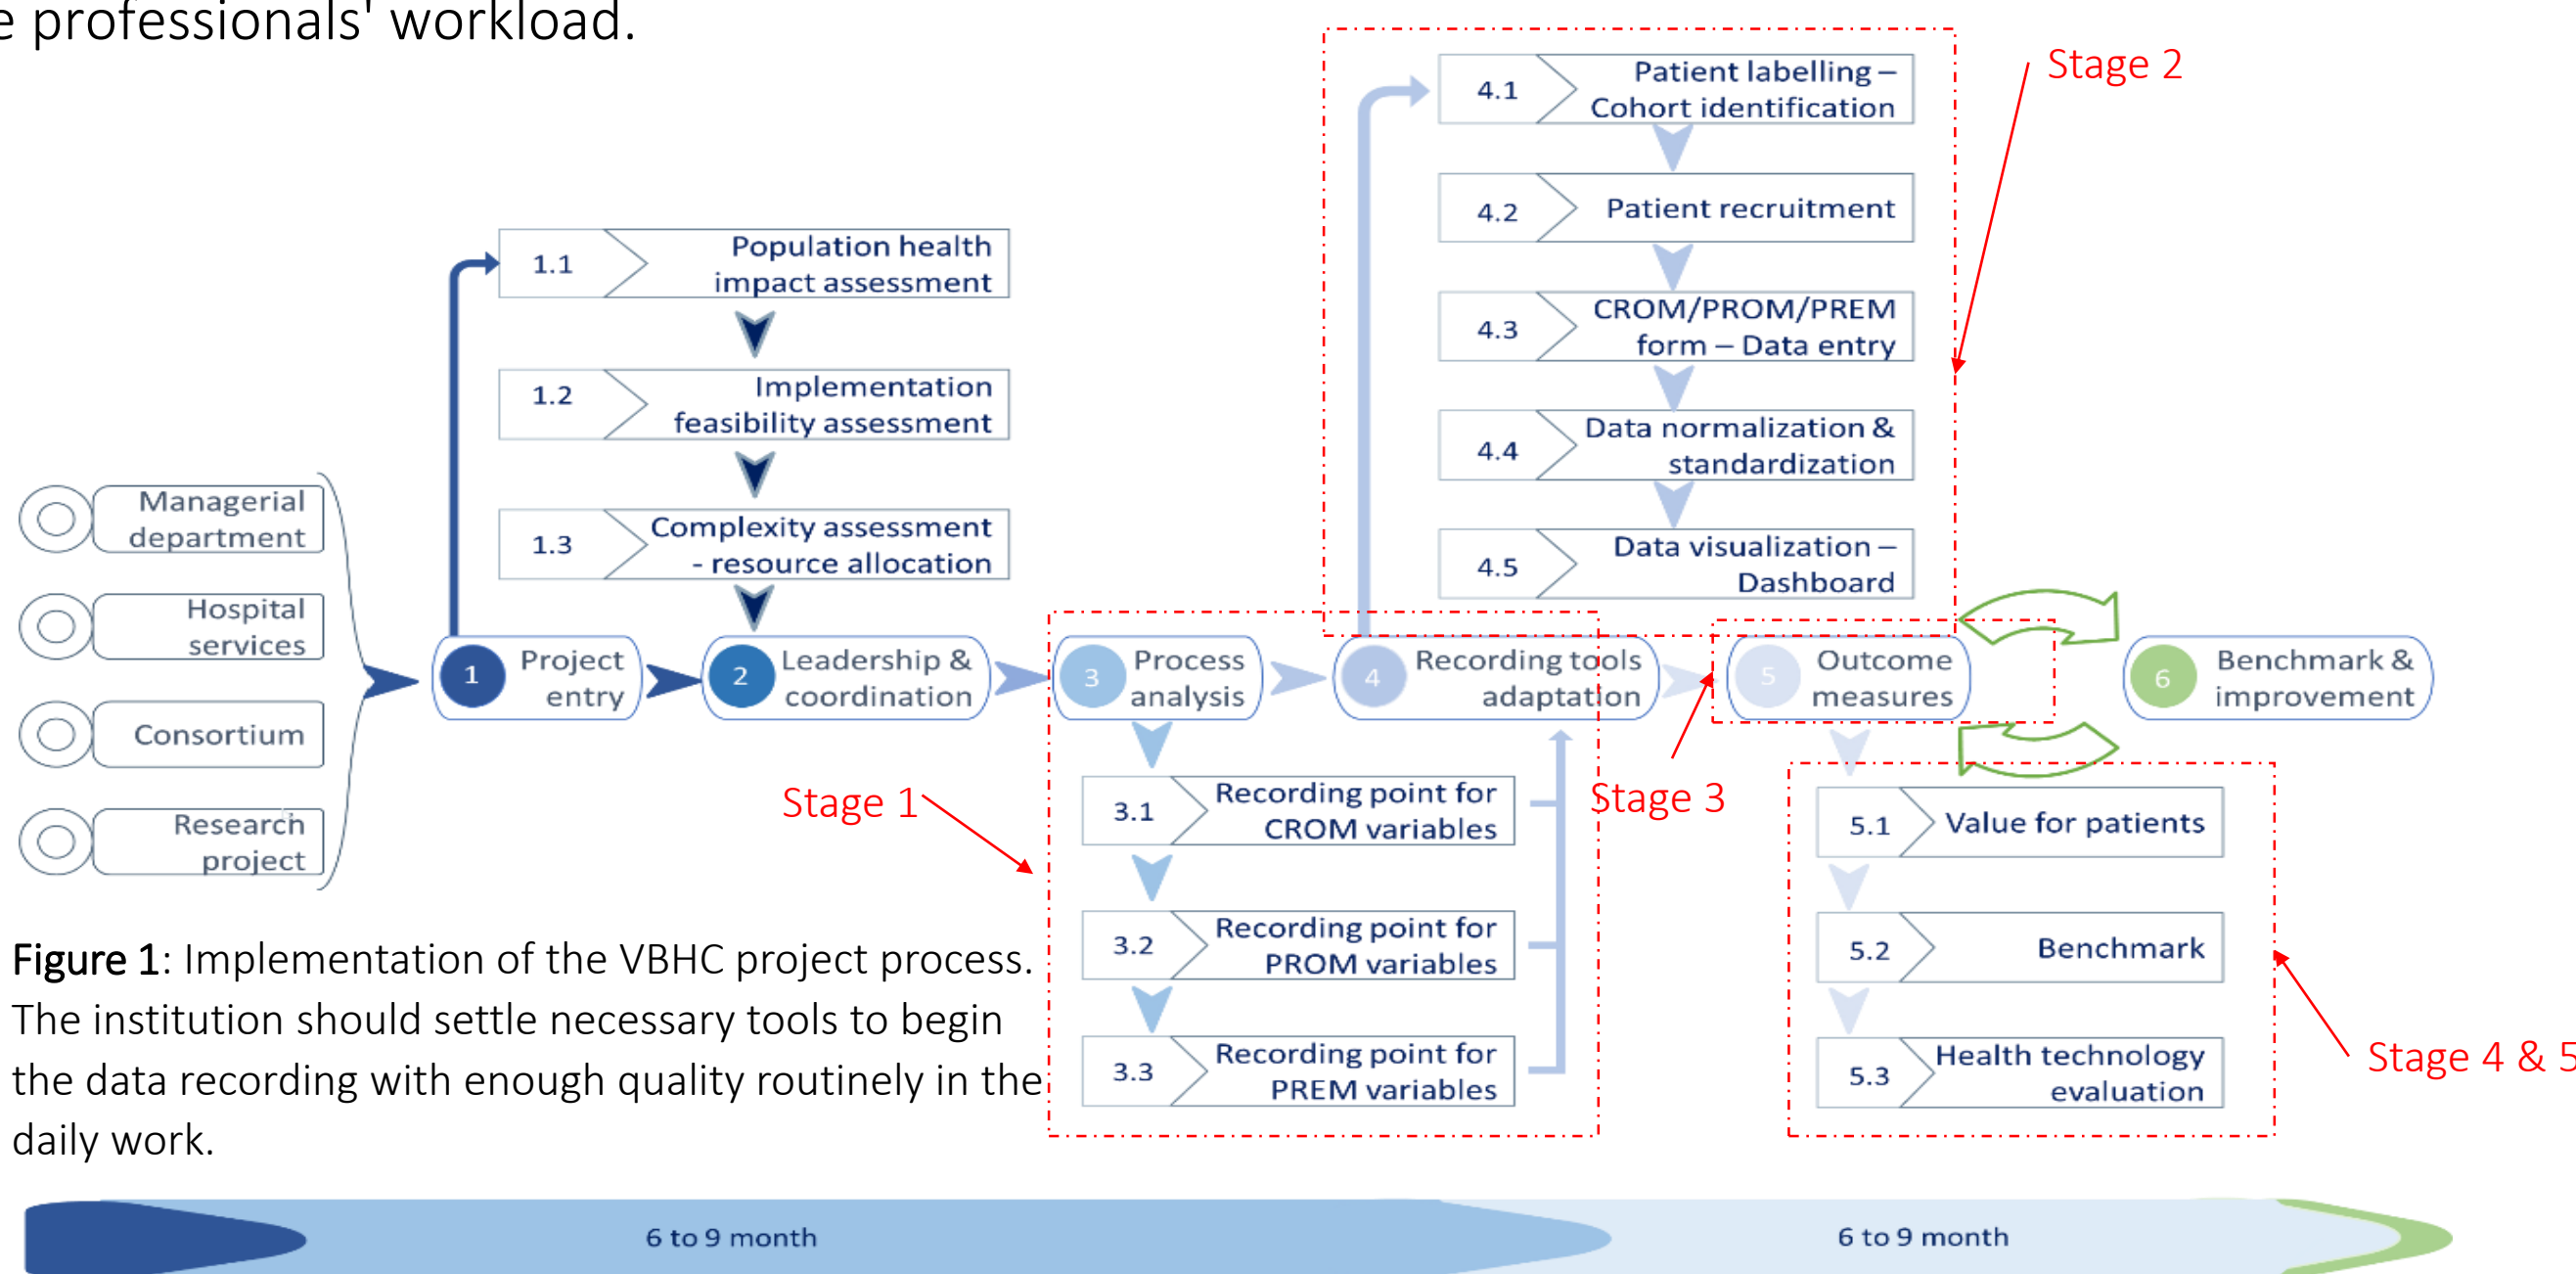 e professionals' workload.
Stage 2
4.1
Patient labelling –
Cohort identification
4.2
Patient recruitment
4.3
CROM/PROM/PREM
form – Data entry
4.4
Data normalization &
standardization
4.5
Data visualization –
Dashboard
1.1
Population health
impact assessment
1.2
Implementation
feasibility assessment
1.3
Complexity assessment
- resource allocation
Managerial
department
Hospital
services
Consortium
Research
project
1
Project
entry
2
Leadership &
coordination
3
Process
analysis
4
Recording tools
adaptation
5
Outcome
measures
6
Benchmark &
improvement
Stage 1
Stage 3
3.1
Recording point for
CROM variables
3.2
Recording point for
PROM variables
3.3
Recording point for
PREM variables
5.1
Value for patients
5.2
Benchmark
5.3
Health technology
evaluation
Stage 4 & 5
Figure 1: Implementation of the VBHC project process.
The institution should settle necessary tools to begin
the data recording with enough quality routinely in the
daily work.
6 to 9 month
6 to 9 month